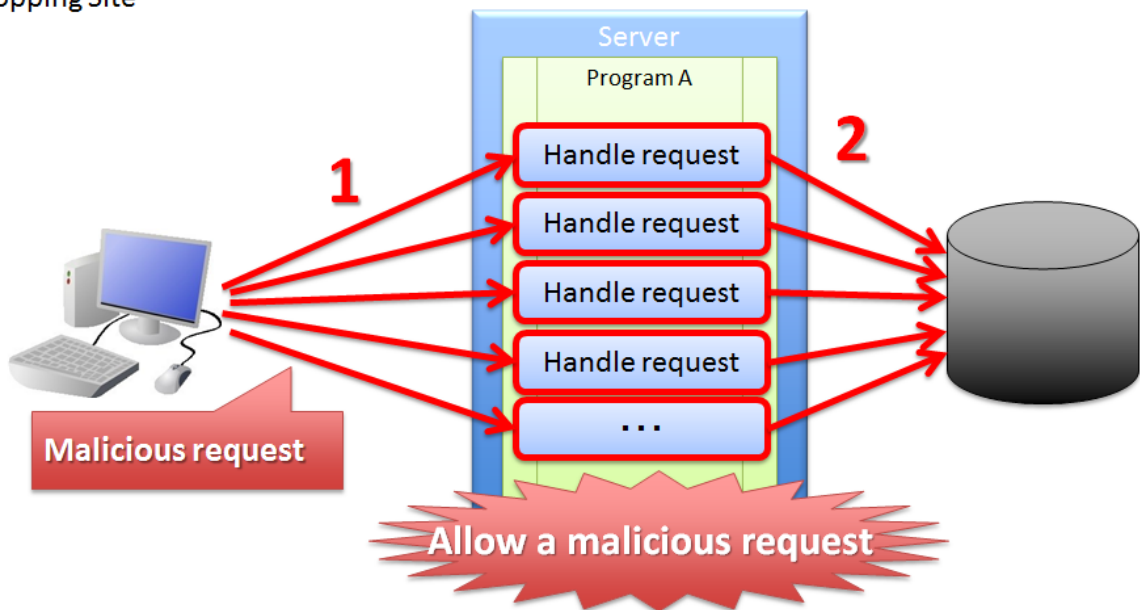 Server
Program A
1
2
Handle request
Handle request
Handle request
Handle request
...
Malicious request
Allow a malicious request